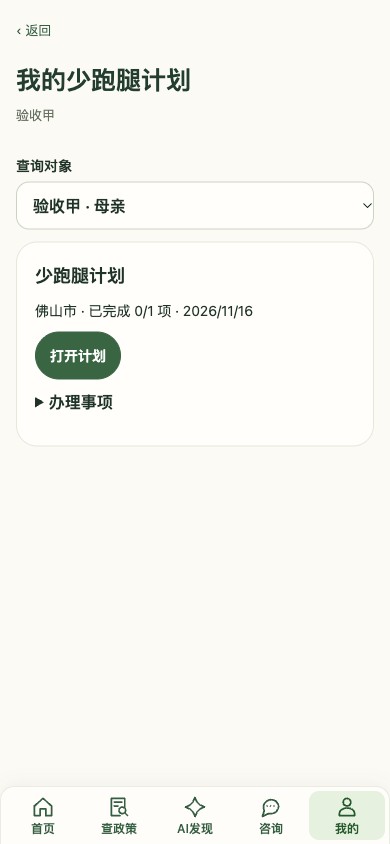 ‹ 返回
我的少跑腿计划
验收甲
查询对象
验收甲 · 母亲
少跑腿计划
佛山市 · 已完成 0/1 项 · 2026/11/16
打开计划
▶ 办理事项
首页
查政策
AI发现
咨询
我的